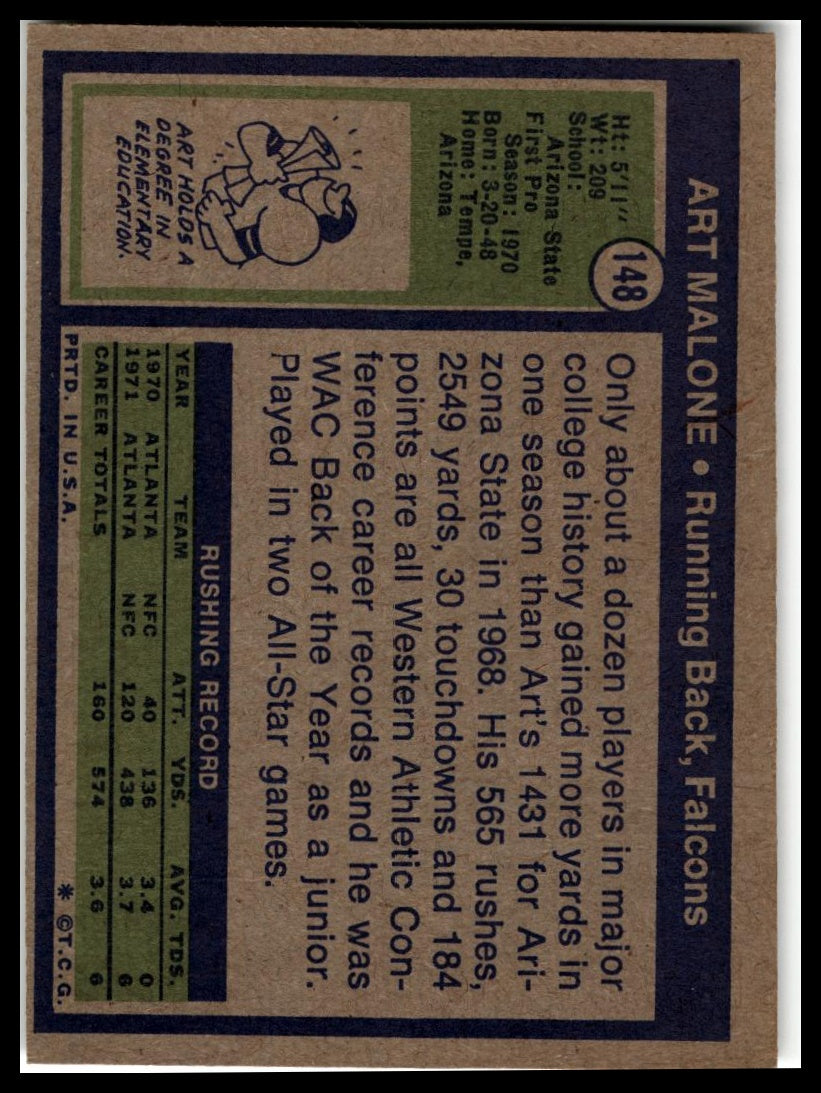 ART MALONE • Running Back, Falcons
148
Ht: 5'11"
Wt: 209
School:
Arizona State
First Pro
Season: 1970
Born: 3-20-48
Home: Tempe,
Arizona
ART HOLDS A
DEGREE IN
ELEMENTARY
EDUCATION.
Only about a dozen players in major
college history gained more yards in
one season than Art's 1431 for Ari-
zona State in 1968. His 565 rushes,
2549 yards, 30 touchdowns and 184
points are all Western Athletic Con-
ference career records and he was
WAC Back of the Year as a junior.
Played in two All-Star games.
RUSHING RECORD
YEAR TEAM ATT. YDS. AVG. TDS.
1970 ATLANTA NFC 40 136 3.4 0
1971 ATLANTA NFC 120 438 3.7 6
CAREER TOTALS 160 574 3.6 6
PRTD. IN U.S.A. * ©T.C.G.